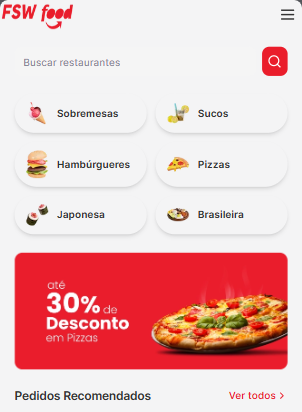 FSW food
Buscar restaurantes
Sobremesas
Sucos
Hambúrgueres
Pizzas
Japonesa
Brasileira
até
30% de
Desconto
em Pizzas
Pedidos Recomendados
Ver todos